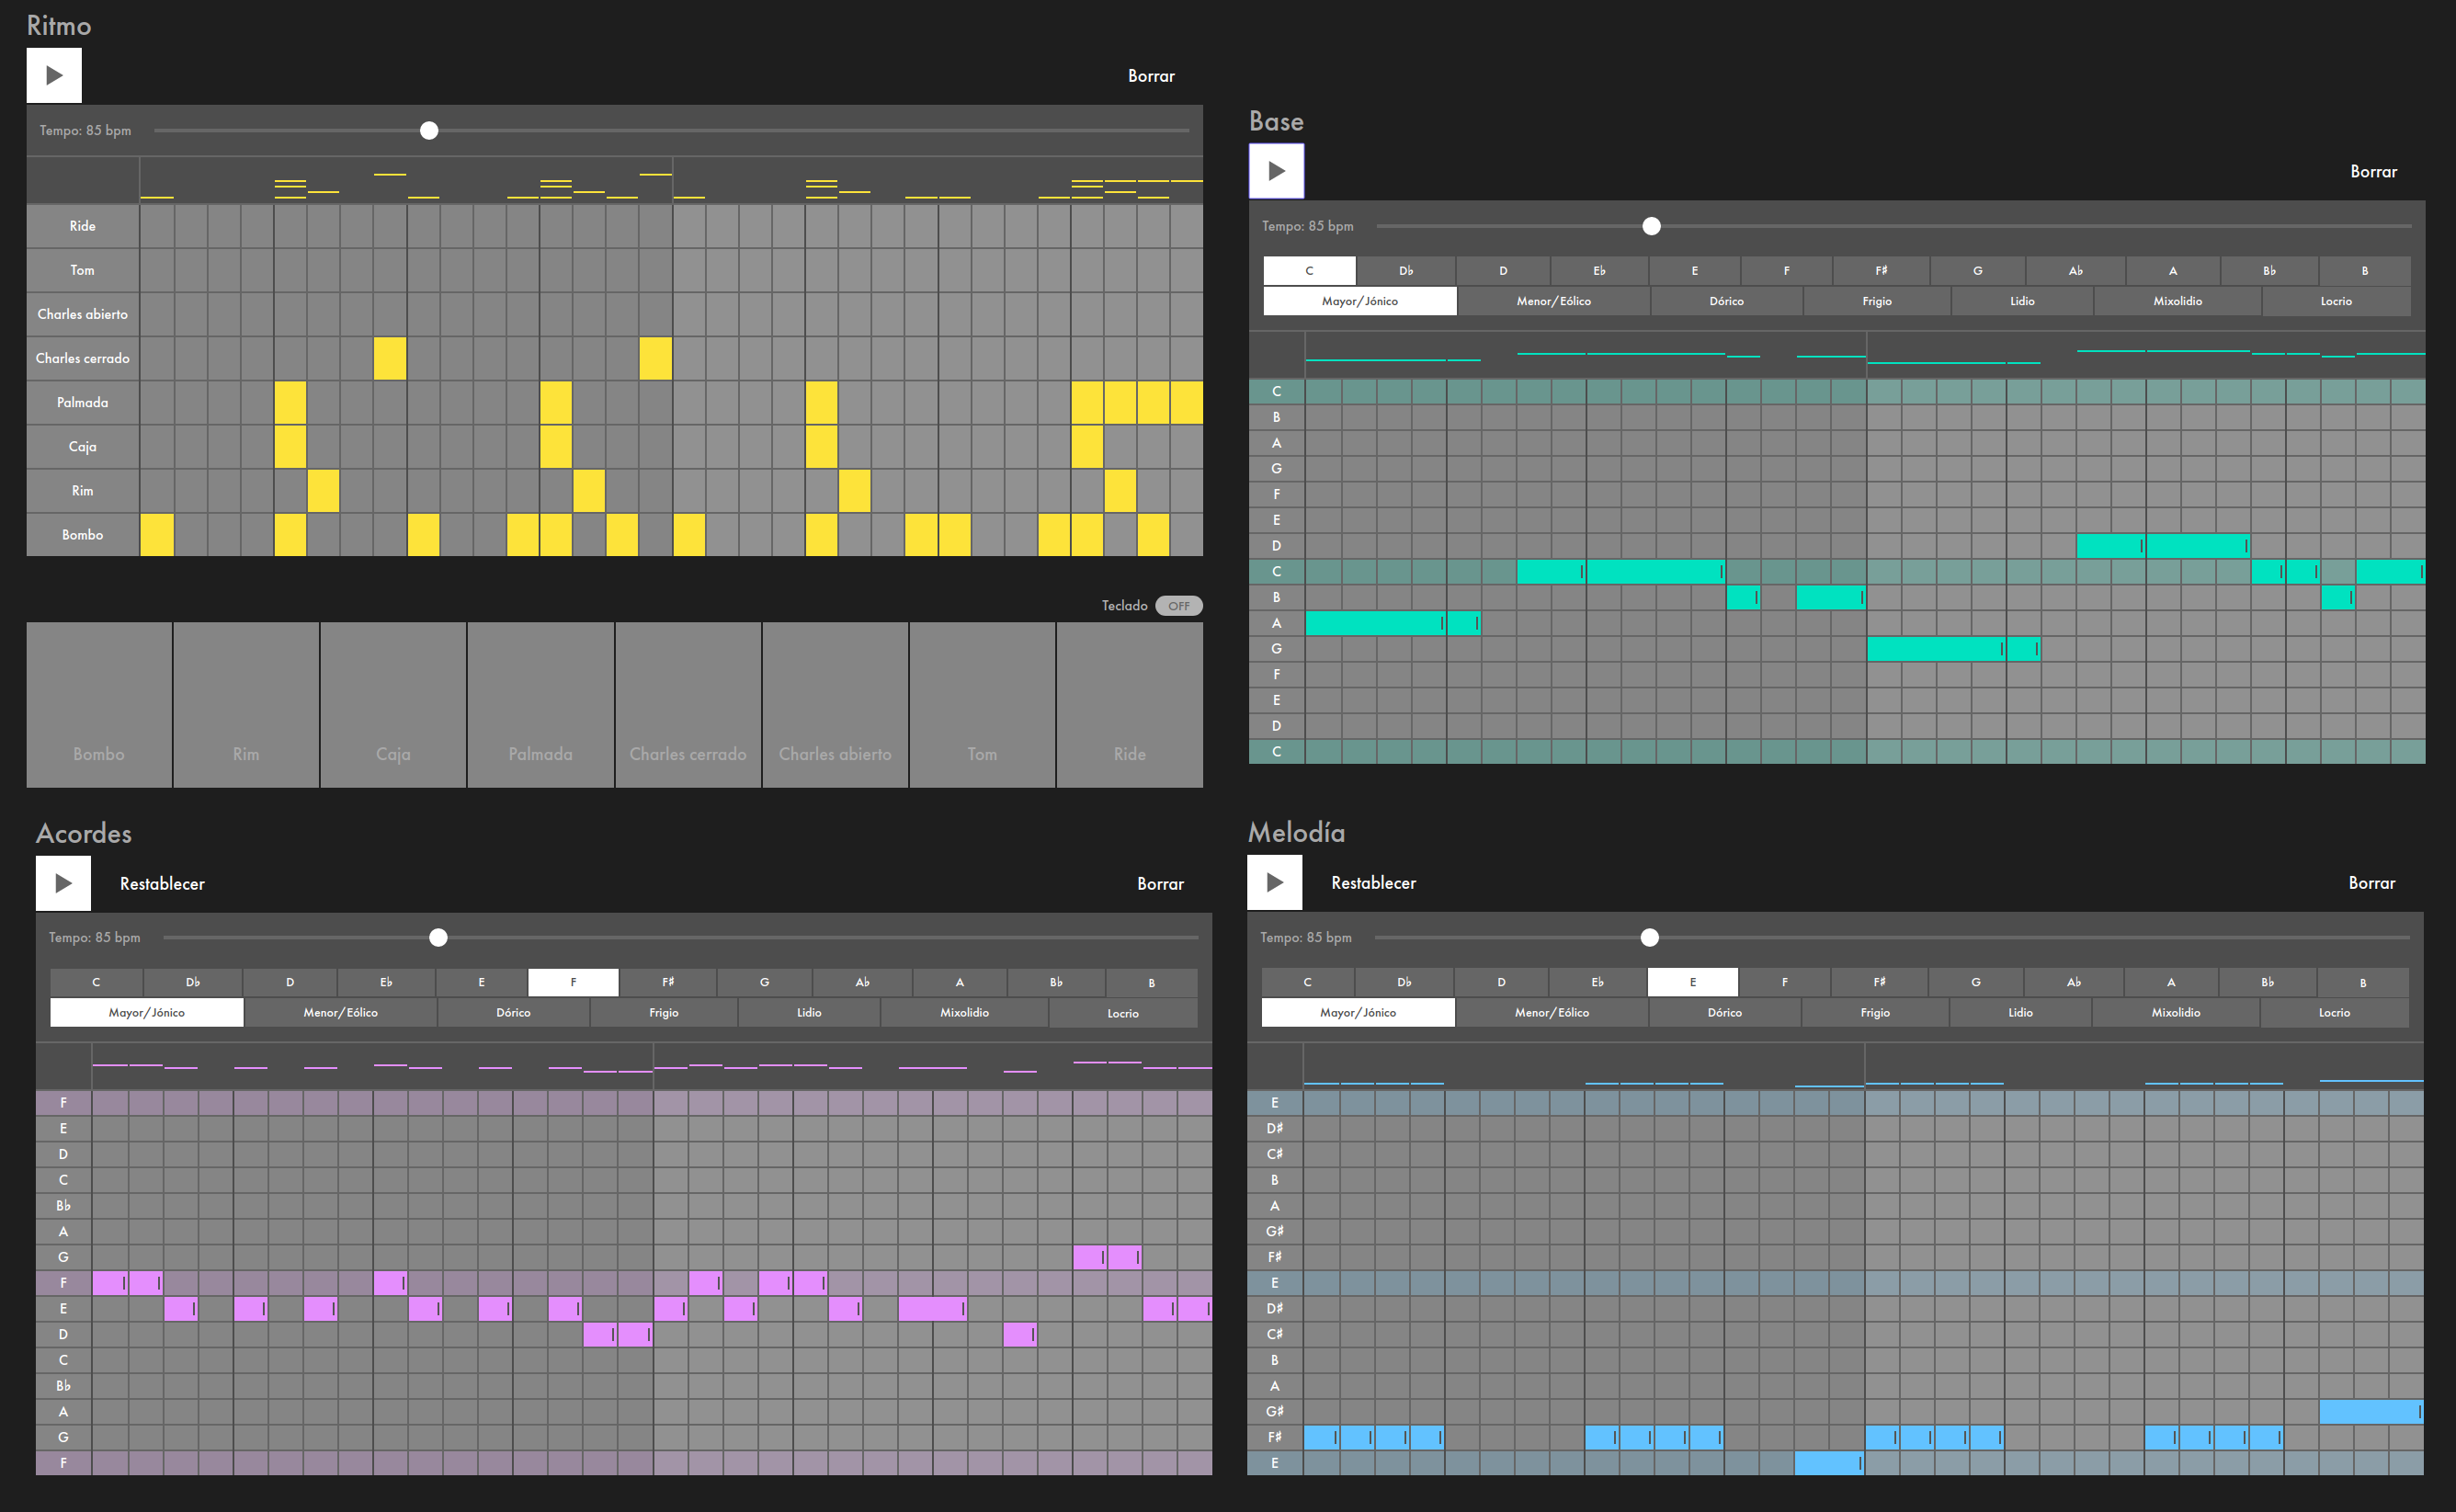 Ritmo
Borrar
Tempo: 85 bpm
Ride
Tom
Charles abierto
Charles cerrado
Palmada
Caja
Rim
Bombo
Teclado OFF
Bombo Rim Caja Palmada Charles cerrado Charles abierto Tom Ride
Base
Borrar
Tempo: 85 bpm
C D♭ D E♭ E F F♯ G A♭ A B♭ B
Mayor/Jónico Menor/Eólico Dórico Frigio Lidio Mixolidio Locrio
C
B
A
G
F
E
D
C
B
A
G
F
E
D
C
Acordes
Restablecer Borrar
Tempo: 85 bpm
C D♭ D E♭ E F F♯ G A♭ A B♭ B
Mayor/Jónico Menor/Eólico Dórico Frigio Lidio Mixolidio Locrio
F
E
D
C
B♭
A
G
F
E
D
C
B♭
A
G
F
Melodía
Restablecer Borrar
Tempo: 85 bpm
C D♭ D E♭ E F F♯ G A♭ A B♭ B
Mayor/Jónico Menor/Eólico Dórico Frigio Lidio Mixolidio Locrio
E
D♯
C♯
B
A
G♯
F♯
E
D♯
C♯
B
A
G♯
F♯
E